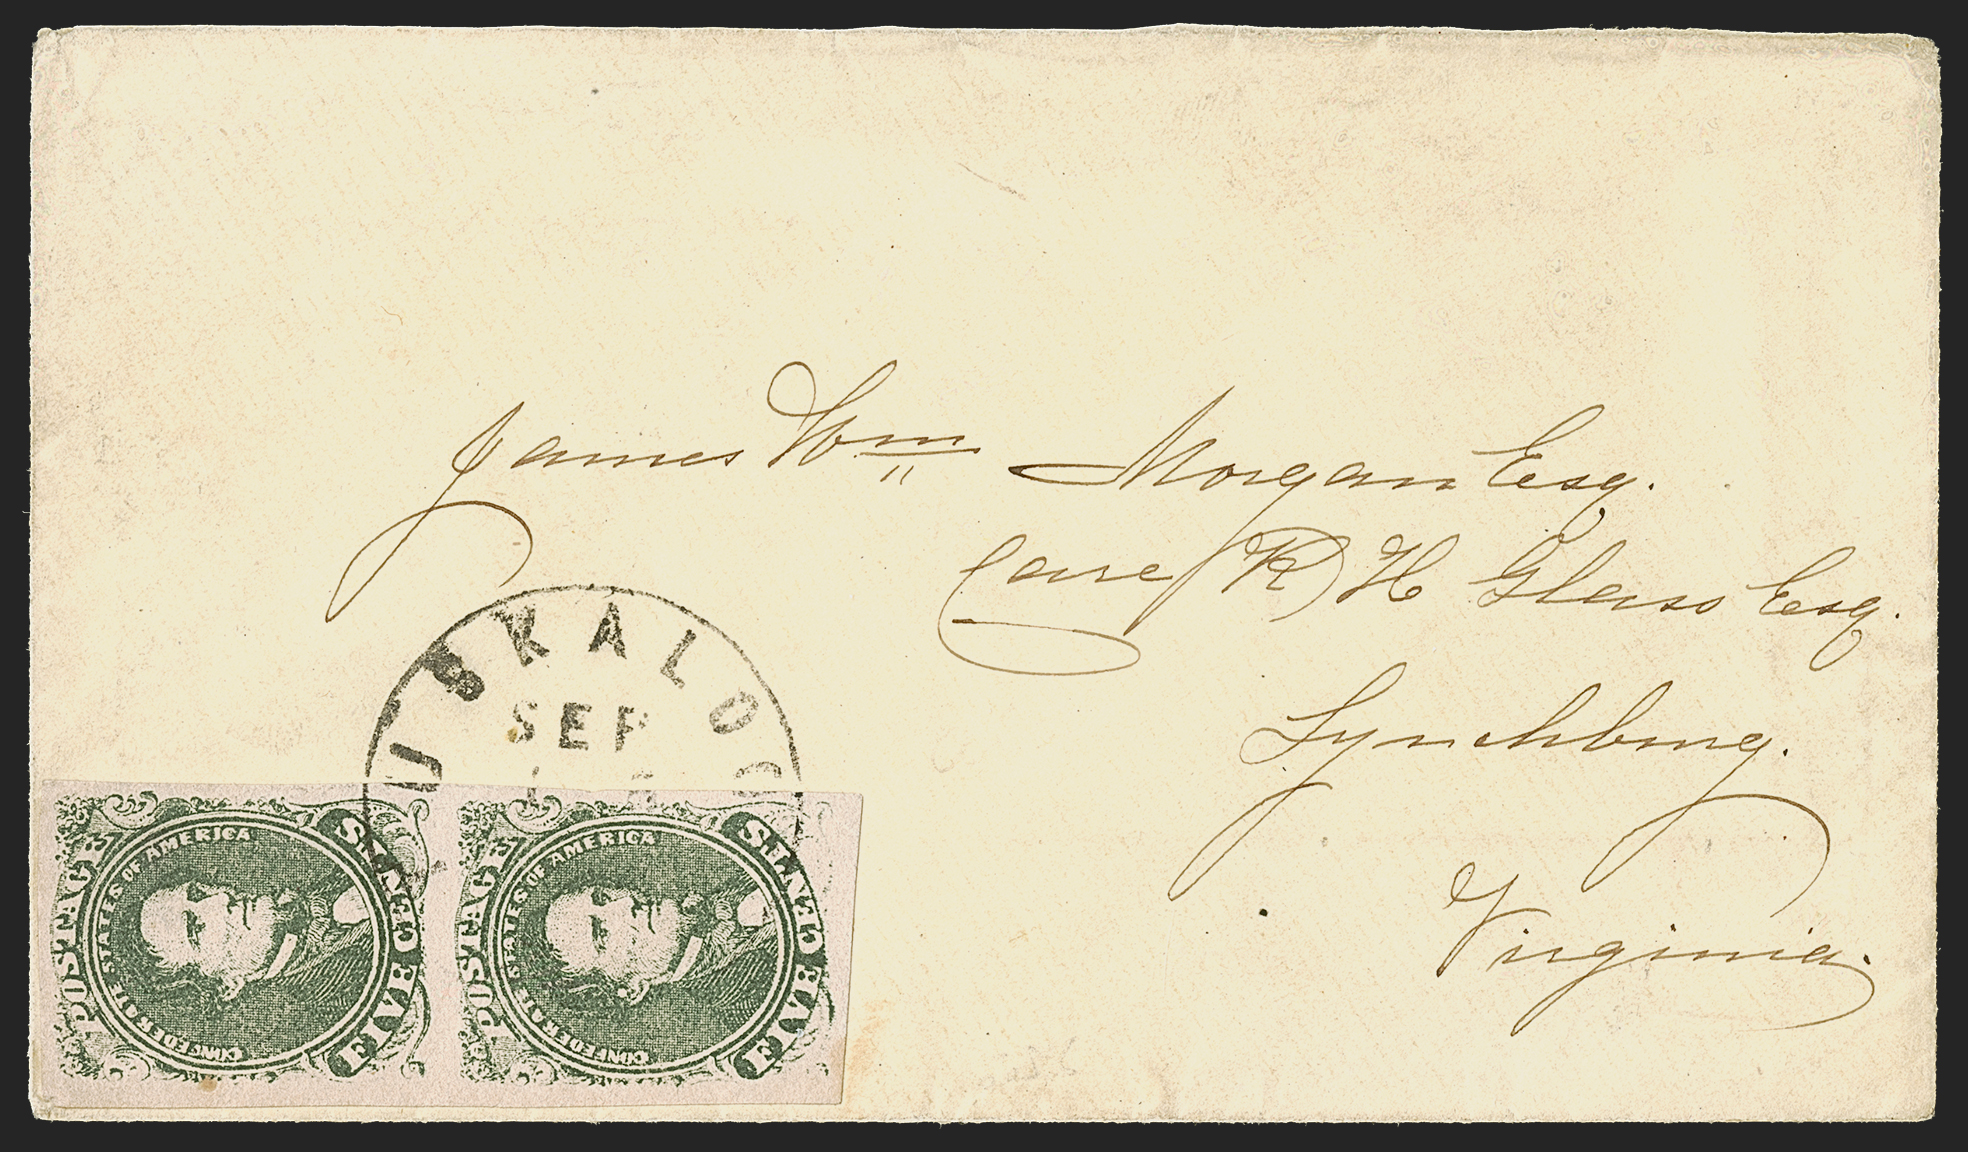 James Wm Morgan Esq.
Care R H Glass Esq.
Lynchburg.
Virginia.
USKALOO
SEP
POSTAGE
CONFEDERATE STATES OF AMERICA
FIVE CENTS
POSTAGE
CONFEDERATE STATES OF AMERICA
FIVE CENTS